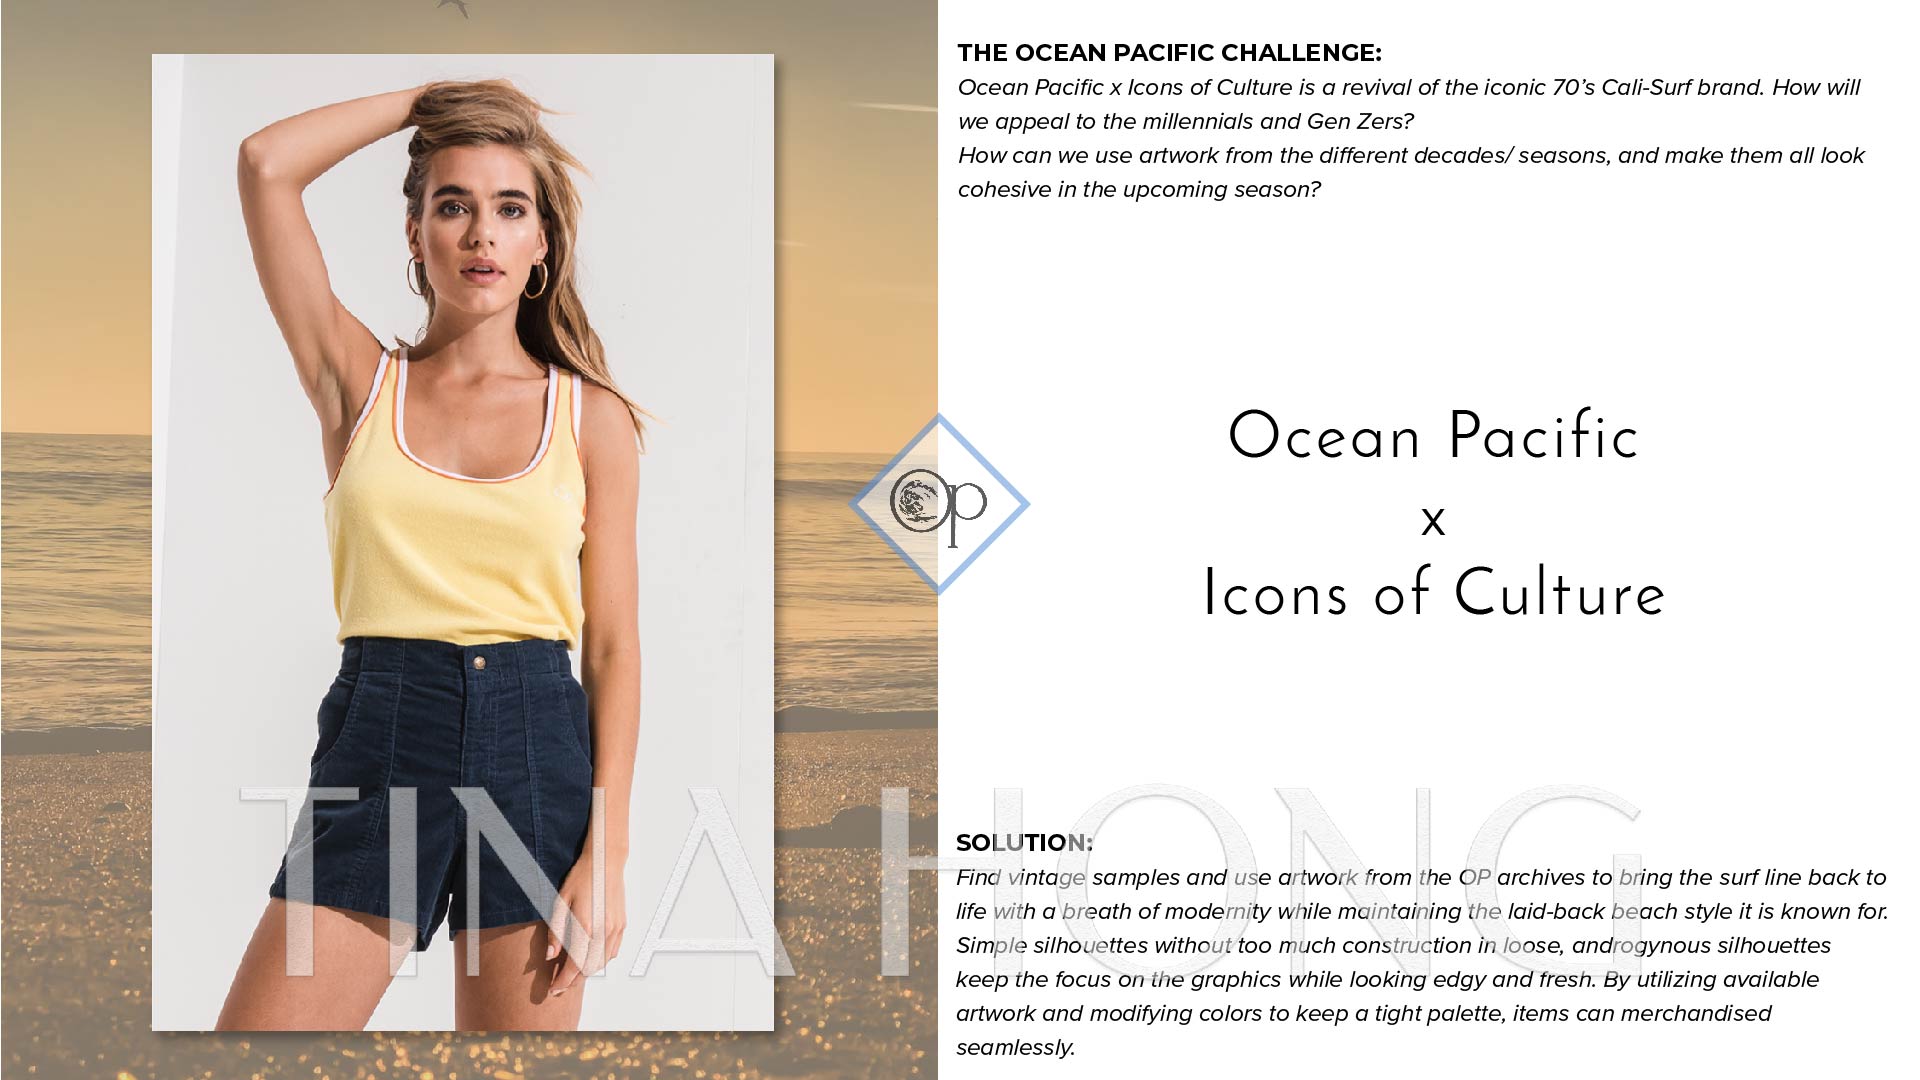 THE OCEAN PACIFIC CHALLENGE:
Ocean Pacific x Icons of Culture is a revival of the iconic 70’s Cali-Surf brand. How will
we appeal to the millennials and Gen Zers?
How can we use artwork from the different decades/ seasons, and make them all look
cohesive in the upcoming season?
Op
Ocean Pacific
x
Icons of Culture
TINA HONG
SOLUTION:
Find vintage samples and use artwork from the OP archives to bring the surf line back to
life with a breath of modernity while maintaining the laid-back beach style it is known for.
Simple silhouettes without too much construction in loose, androgynous silhouettes
keep the focus on the graphics while looking edgy and fresh. By utilizing available
artwork and modifying colors to keep a tight palette, items can merchandised
seamlessly.